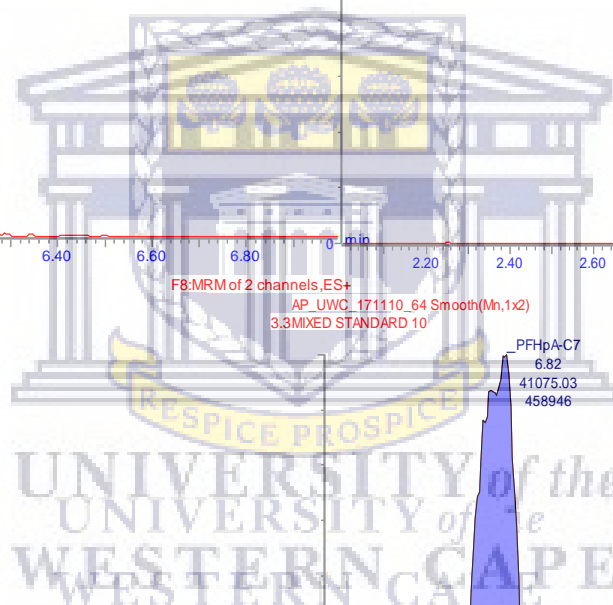 6.40 6.60 6.80 0 min 2.20 2.40 2.60
F8:MRM of 2 channels,ES+
AP_UWC_171110_64 Smooth(Mn,1x2)
3.3MIXED STANDARD 10
_PFHpA-C7
6.82
41075.03
458946
RESPICE PROSPICE
UNIVERSITY of the
UNIVERSITY of the
WESTERN CAPE
WESTERN CAPE